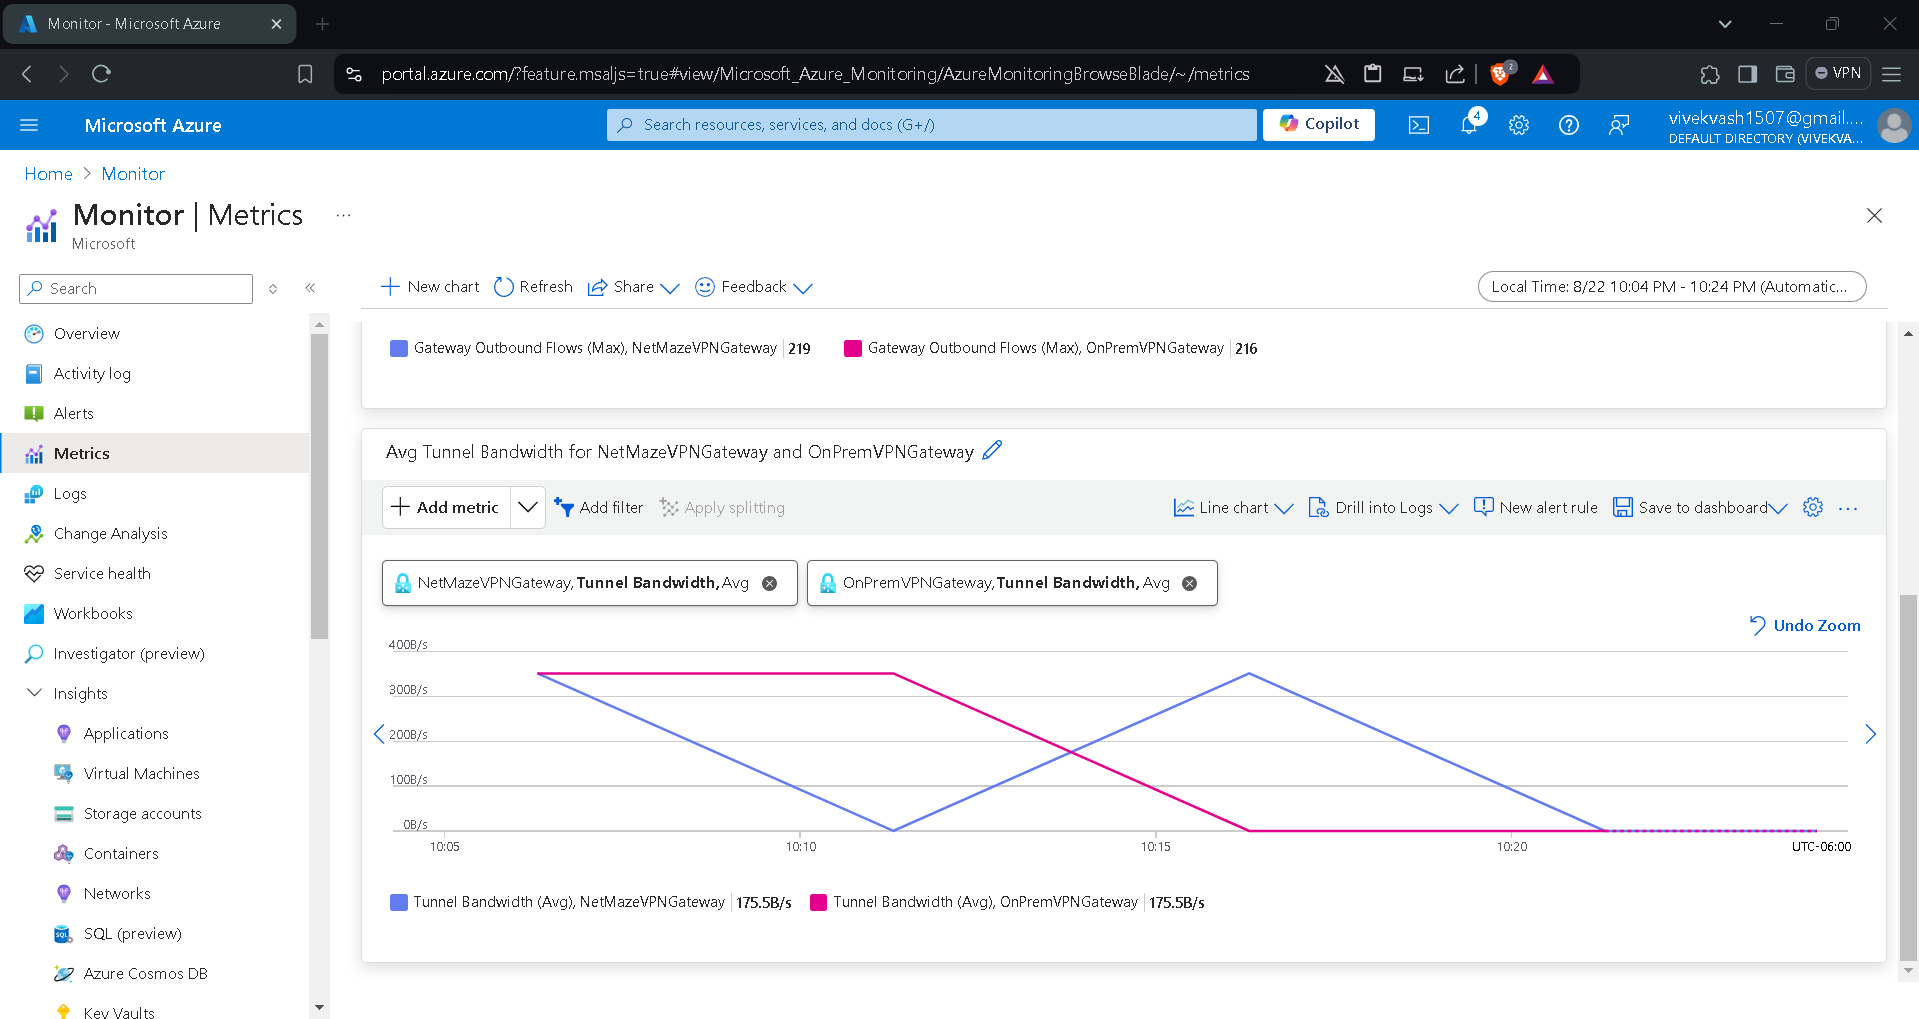 Monitor - Microsoft Azure
portal.azure.com/?feature.msaljs=true#view/Microsoft_Azure_Monitoring/AzureMonitoringBrowseBlade/~/metrics
2
VPN
Microsoft Azure
Search resources, services, and docs (G+/)
Copilot
4
vivekvash1507@gmail....
DEFAULT DIRECTORY (VIVEKVA...
Home > Monitor
Monitor | Metrics ...
Microsoft
Search
Overview
Activity log
Alerts
Metrics
Logs
Change Analysis
Service health
Workbooks
Investigator (preview)
Insights
Applications
Virtual Machines
Storage accounts
Containers
Networks
SQL (preview)
Azure Cosmos DB
Key Vaults
New chart Refresh Share Feedback
Local Time: 8/22 10:04 PM - 10:24 PM (Automatic...
Gateway Outbound Flows (Max), NetMazeVPNGateway 219 Gateway Outbound Flows (Max), OnPremVPNGateway 216
Avg Tunnel Bandwidth for NetMazeVPNGateway and OnPremVPNGateway
Add metric Add filter Apply splitting Line chart Drill into Logs New alert rule Save to dashboard ...
NetMazeVPNGateway, Tunnel Bandwidth, Avg OnPremVPNGateway, Tunnel Bandwidth, Avg
Undo Zoom
400B/s
300B/s
200B/s
100B/s
0B/s
10:05 10:10 10:15 10:20 UTC-06:00
Tunnel Bandwidth (Avg), NetMazeVPNGateway 175.5B/s Tunnel Bandwidth (Avg), OnPremVPNGateway 175.5B/s